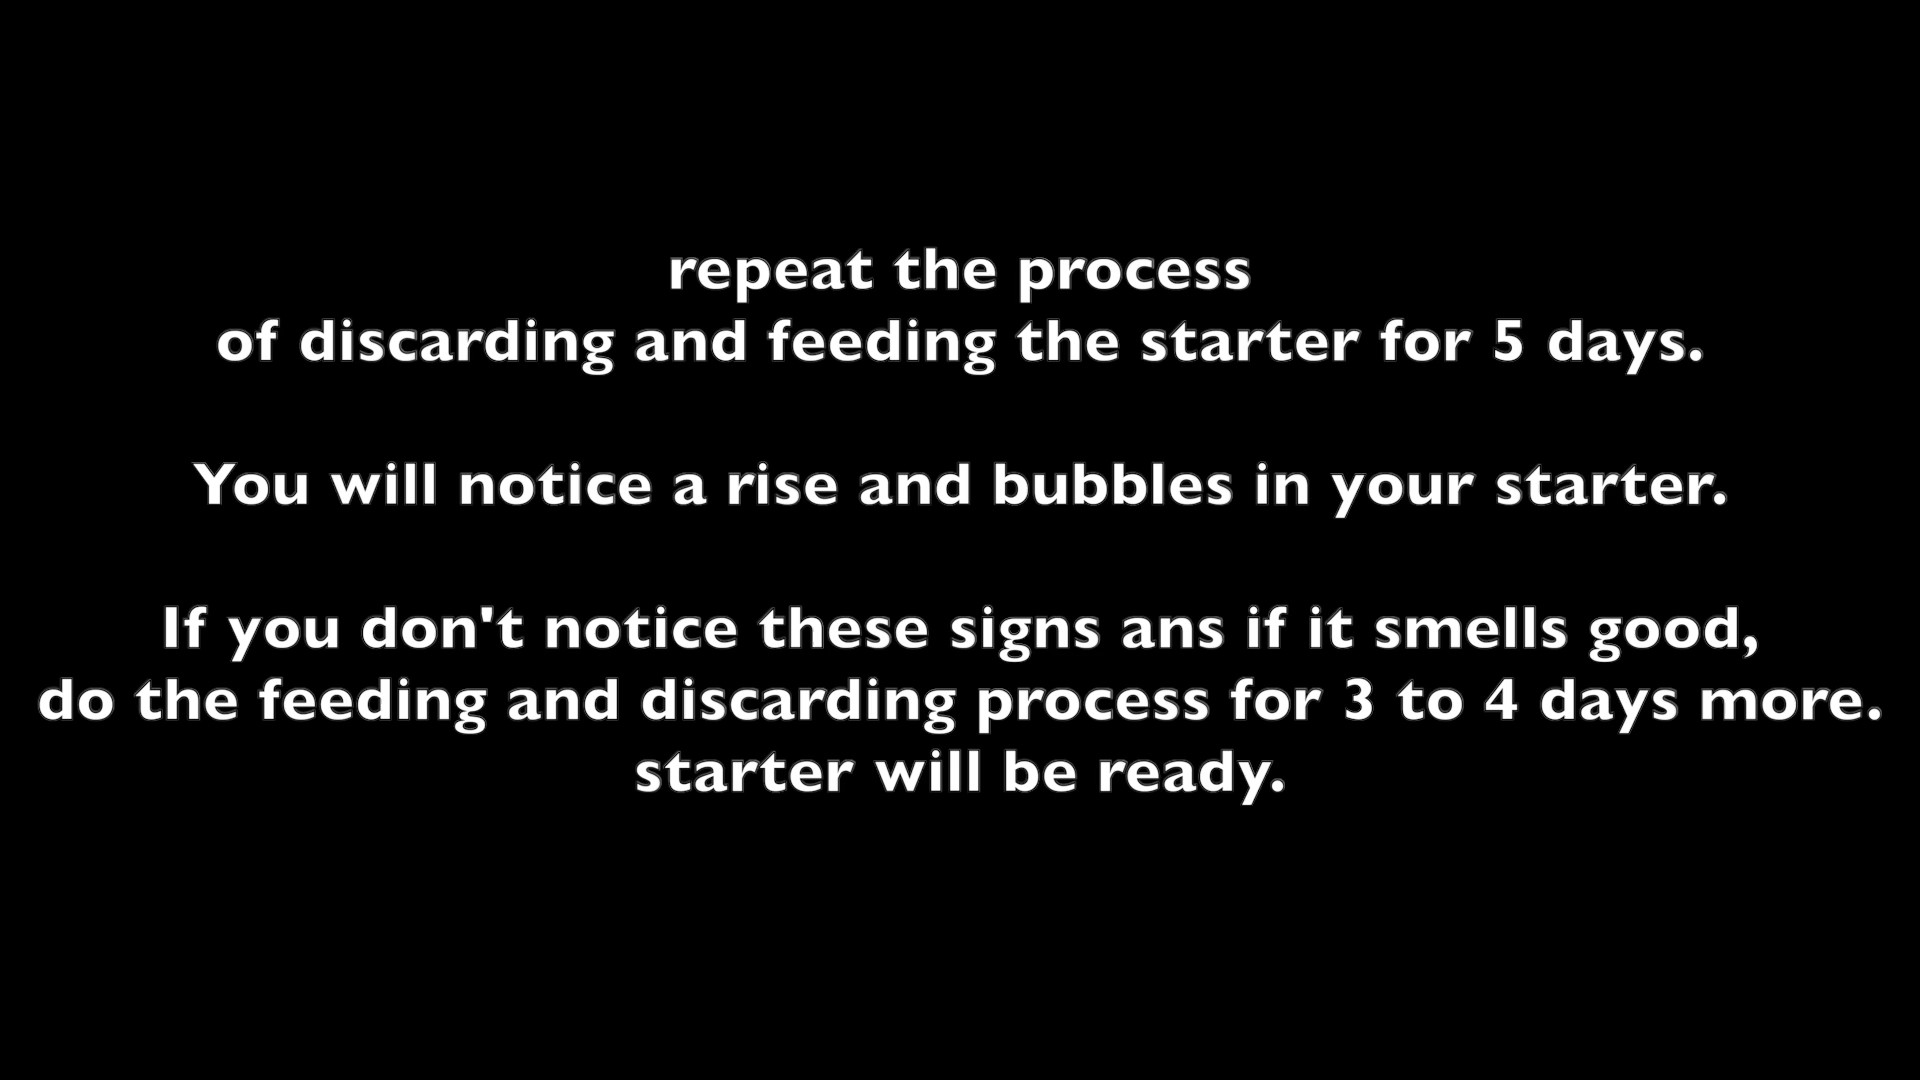 repeat the process
of discarding and feeding the starter for 5 days.
You will notice a rise and bubbles in your starter.
If you don't notice these signs ans if it smells good,
do the feeding and discarding process for 3 to 4 days more.
starter will be ready.